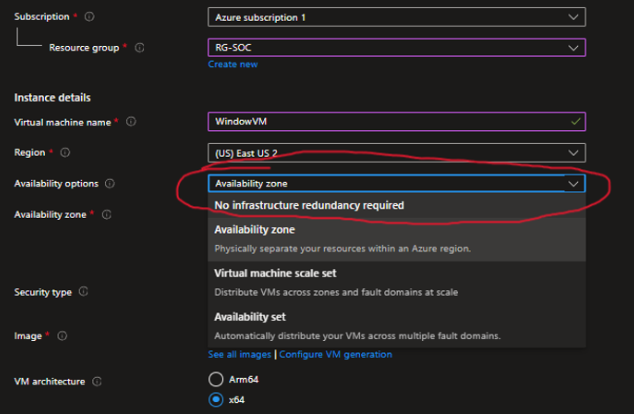 Subscription *
Azure subscription 1
Resource group *
RG-SOC
Create new
Instance details
Virtual machine name *
WindowVM
Region *
(US) East US 2
Availability options
Availability zone
Availability zone *
No infrastructure redundancy required
Availability zone
Physically separate your resources within an Azure region.
Virtual machine scale set
Distribute VMs across zones and fault domains at scale
Security type
Availability set
Automatically distribute your VMs across multiple fault domains.
Image *
See all images | Configure VM generation
VM architecture
Arm64
x64